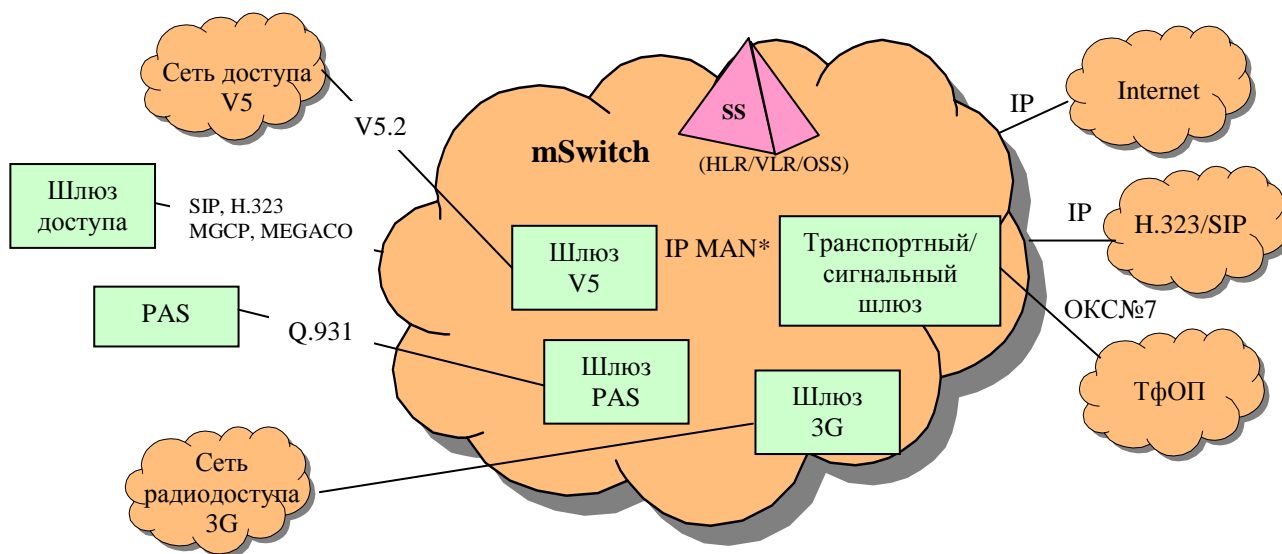 Сеть доступа
V5
V5.2
Шлюз
доступа
SIP, H.323
MGCP, MEGACO
PAS
Q.931
Сеть
радиодоступа
3G
SS
mSwitch
(HLR/VLR/OSS)
Шлюз
V5
IP MAN*
Транспортный/
сигнальный
шлюз
Шлюз
PAS
Шлюз
3G
IP
Internet
IP
H.323/SIP
ОКС№7
ТфОП